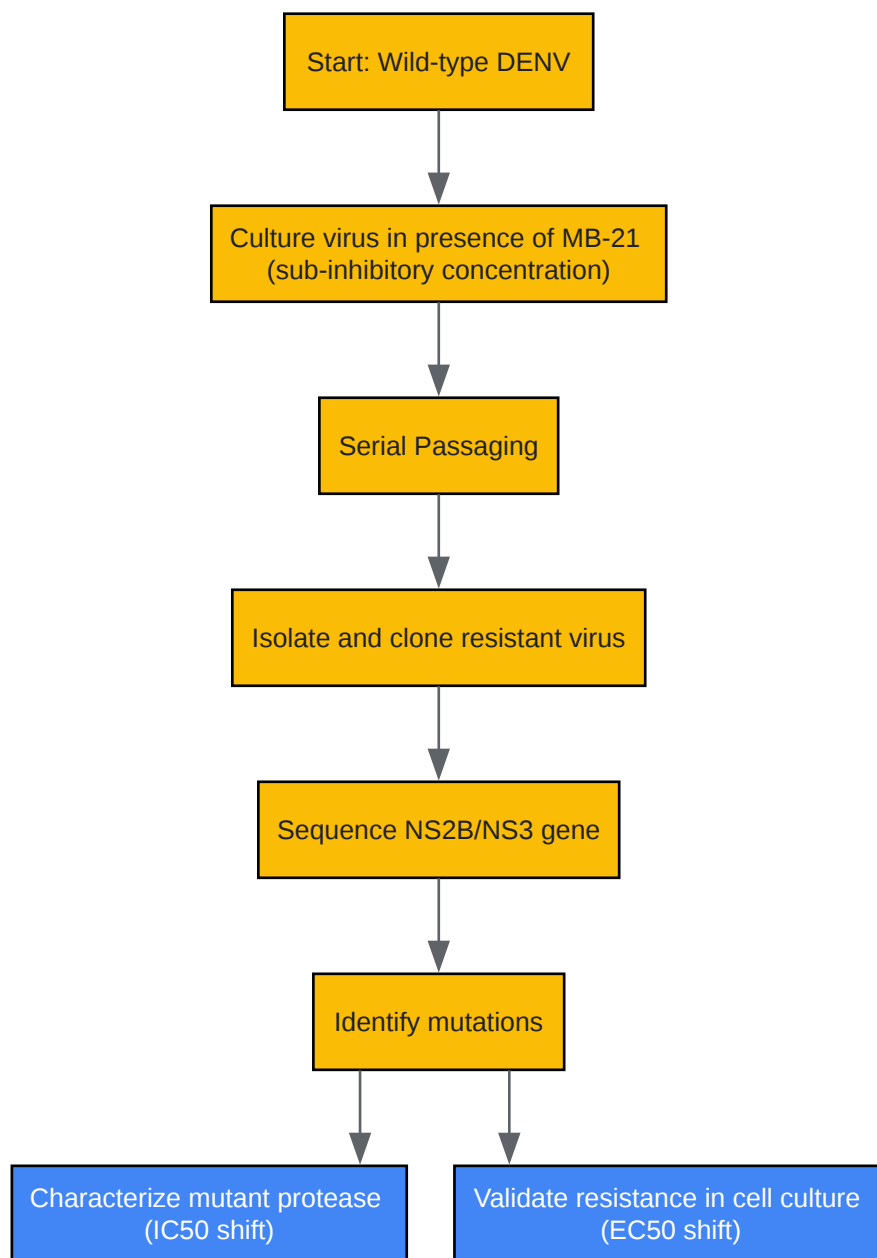 Start: Wild-type DENV
Culture virus in presence of MB-21
(sub-inhibitory concentration)
Serial Passaging
Isolate and clone resistant virus
Sequence NS2B/NS3 gene
Identify mutations
Characterize mutant protease
(IC50 shift)
Validate resistance in cell culture
(EC50 shift)